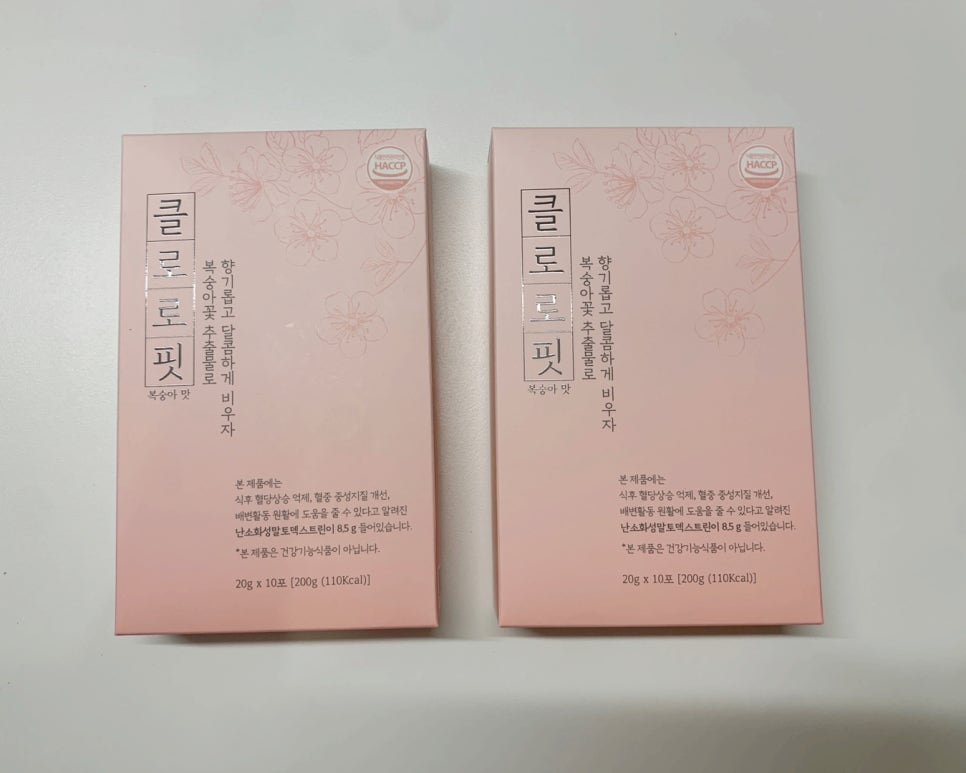 클로로핏
복숭아 맛
향기롭고 달콤하게 비우자
복숭아꽃 추출물로
HACCP
본 제품에는
식후 혈당상승 억제, 혈중 중성지질 개선,
배변활동 원활에 도움을 줄 수 있다고 알려진
난소화성말토덱스트린이 8.5 g 들어있습니다.
*본 제품은 건강기능식품이 아닙니다.
20g x 10포 [200g (110Kcal)]
클로로핏
복숭아 맛
향기롭고 달콤하게 비우자
복숭아꽃 추출물로
HACCP
본 제품에는
식후 혈당상승 억제, 혈중 중성지질 개선,
배변활동 원활에 도움을 줄 수 있다고 알려진
난소화성말토덱스트린이 8.5 g 들어있습니다.
*본 제품은 건강기능식품이 아닙니다.
20g x 10포 [200g (110Kcal)]